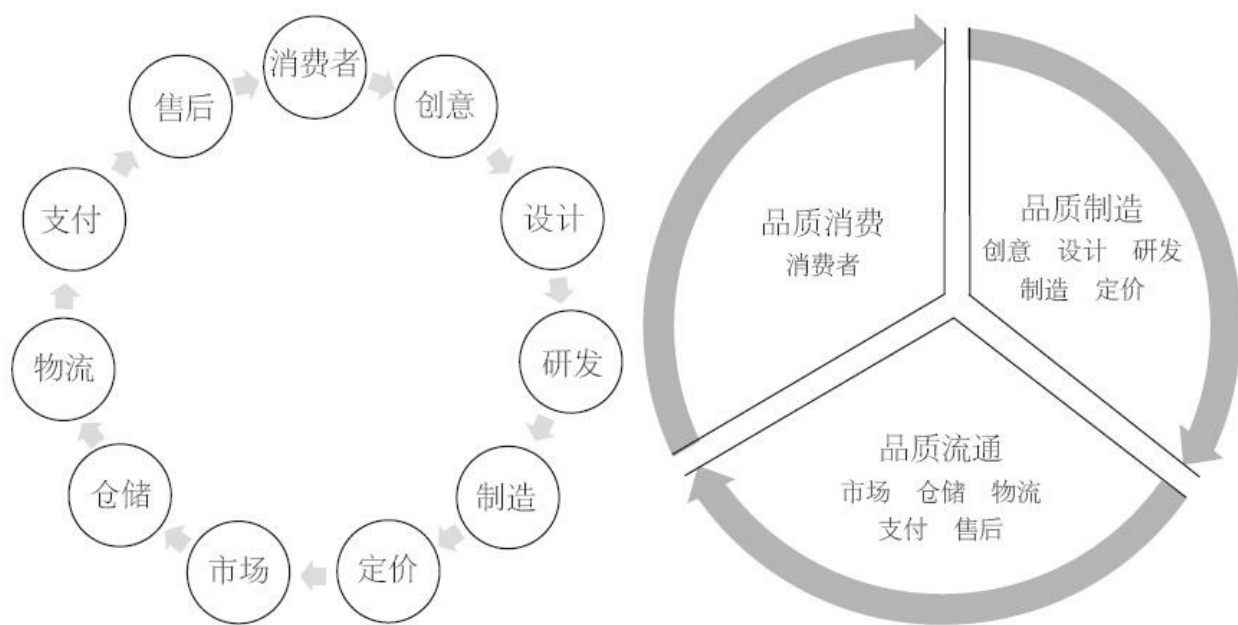 消费者
创意
设计
研发
制造
定价
市场
仓储
物流
支付
售后
品质消费
消费者
品质制造
创意 设计 研发
制造 定价
品质流通
市场 仓储 物流
支付 售后